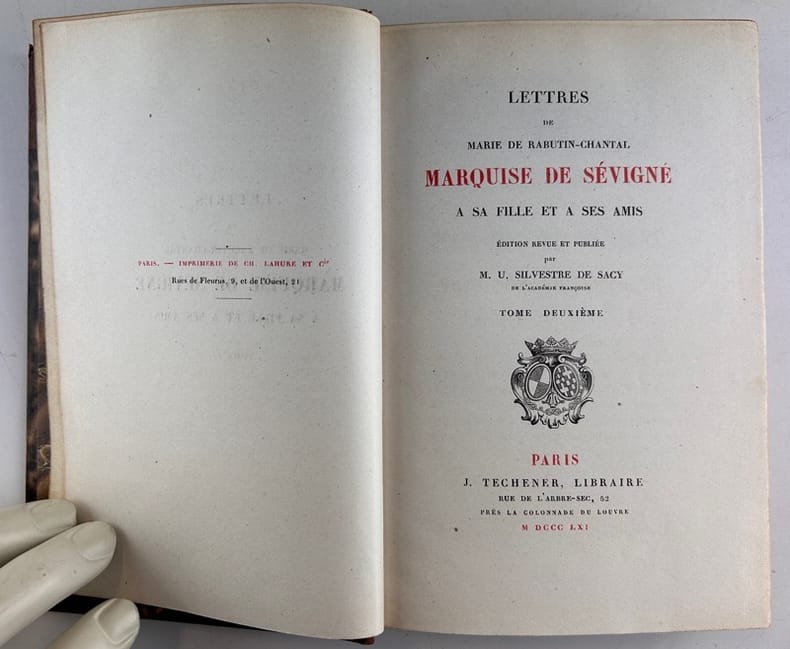 PARIS. — IMPRIMERIE DE CH. LAHURE ET Cie
Rues de Fleurus, 9, et de l'Ouest, 21
LETTRES
DE
MARIE DE RABUTIN-CHANTAL
MARQUISE DE SÉVIGNÉ
A SA FILLE ET A SES AMIS
ÉDITION REVUE ET PUBLIÉE
par
M. U. SILVESTRE DE SACY
DE L'ACADÉMIE FRANÇOISE
TOME DEUXIÈME
PARIS
J. TECHENER, LIBRAIRE
RUE DE L'ARBRE-SEC, 52
PRÈS LA COLONNADE DU LOUVRE
M DCCC LXI